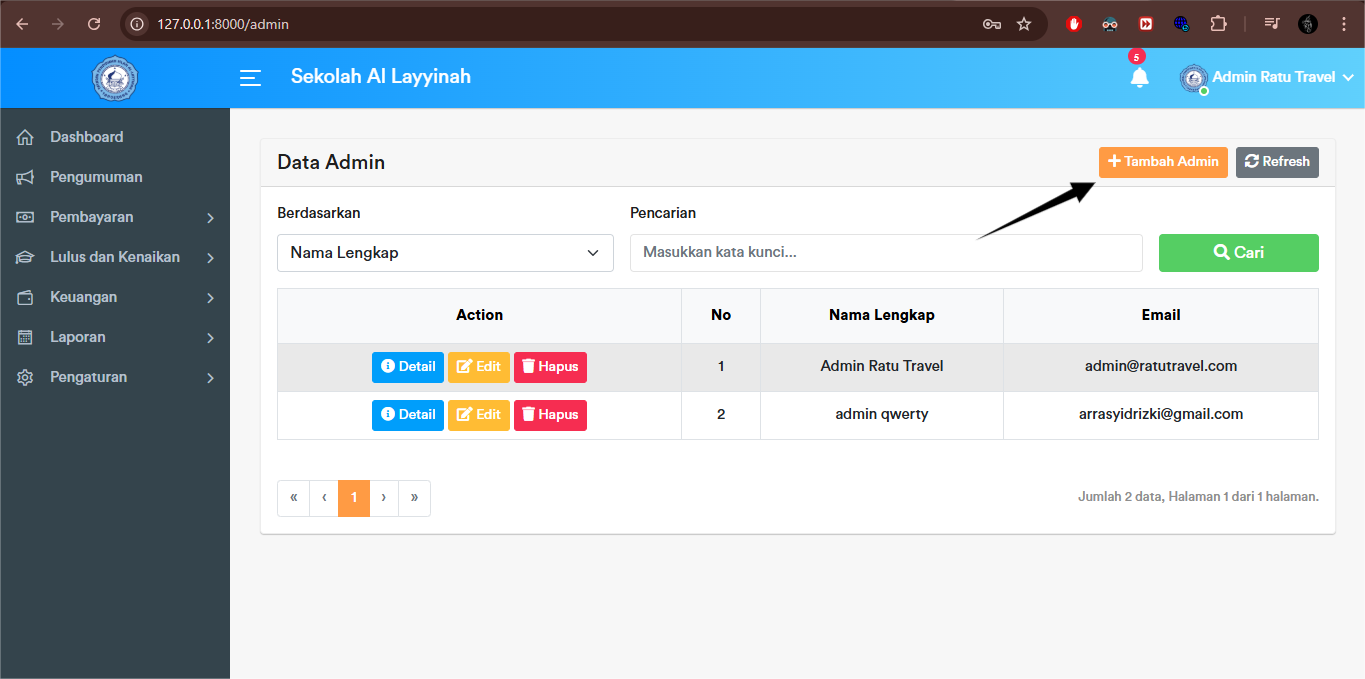 127.0.0.1:8000/admin
Sekolah Al Layyinah
5
Admin Ratu Travel
Dashboard
Pengumuman
Pembayaran
Lulus dan Kenaikan
Keuangan
Laporan
Pengaturan
Data Admin
Tambah Admin
Refresh
Berdasarkan
Pencarian
Nama Lengkap
Masukkan kata kunci...
Cari
Action No Nama Lengkap Email
Detail Edit Hapus 1 Admin Ratu Travel admin@ratutravel.com
Detail Edit Hapus 2 admin qwerty arrasyidrizki@gmail.com
« ‹ 1 › »
Jumlah 2 data, Halaman 1 dari 1 halaman.